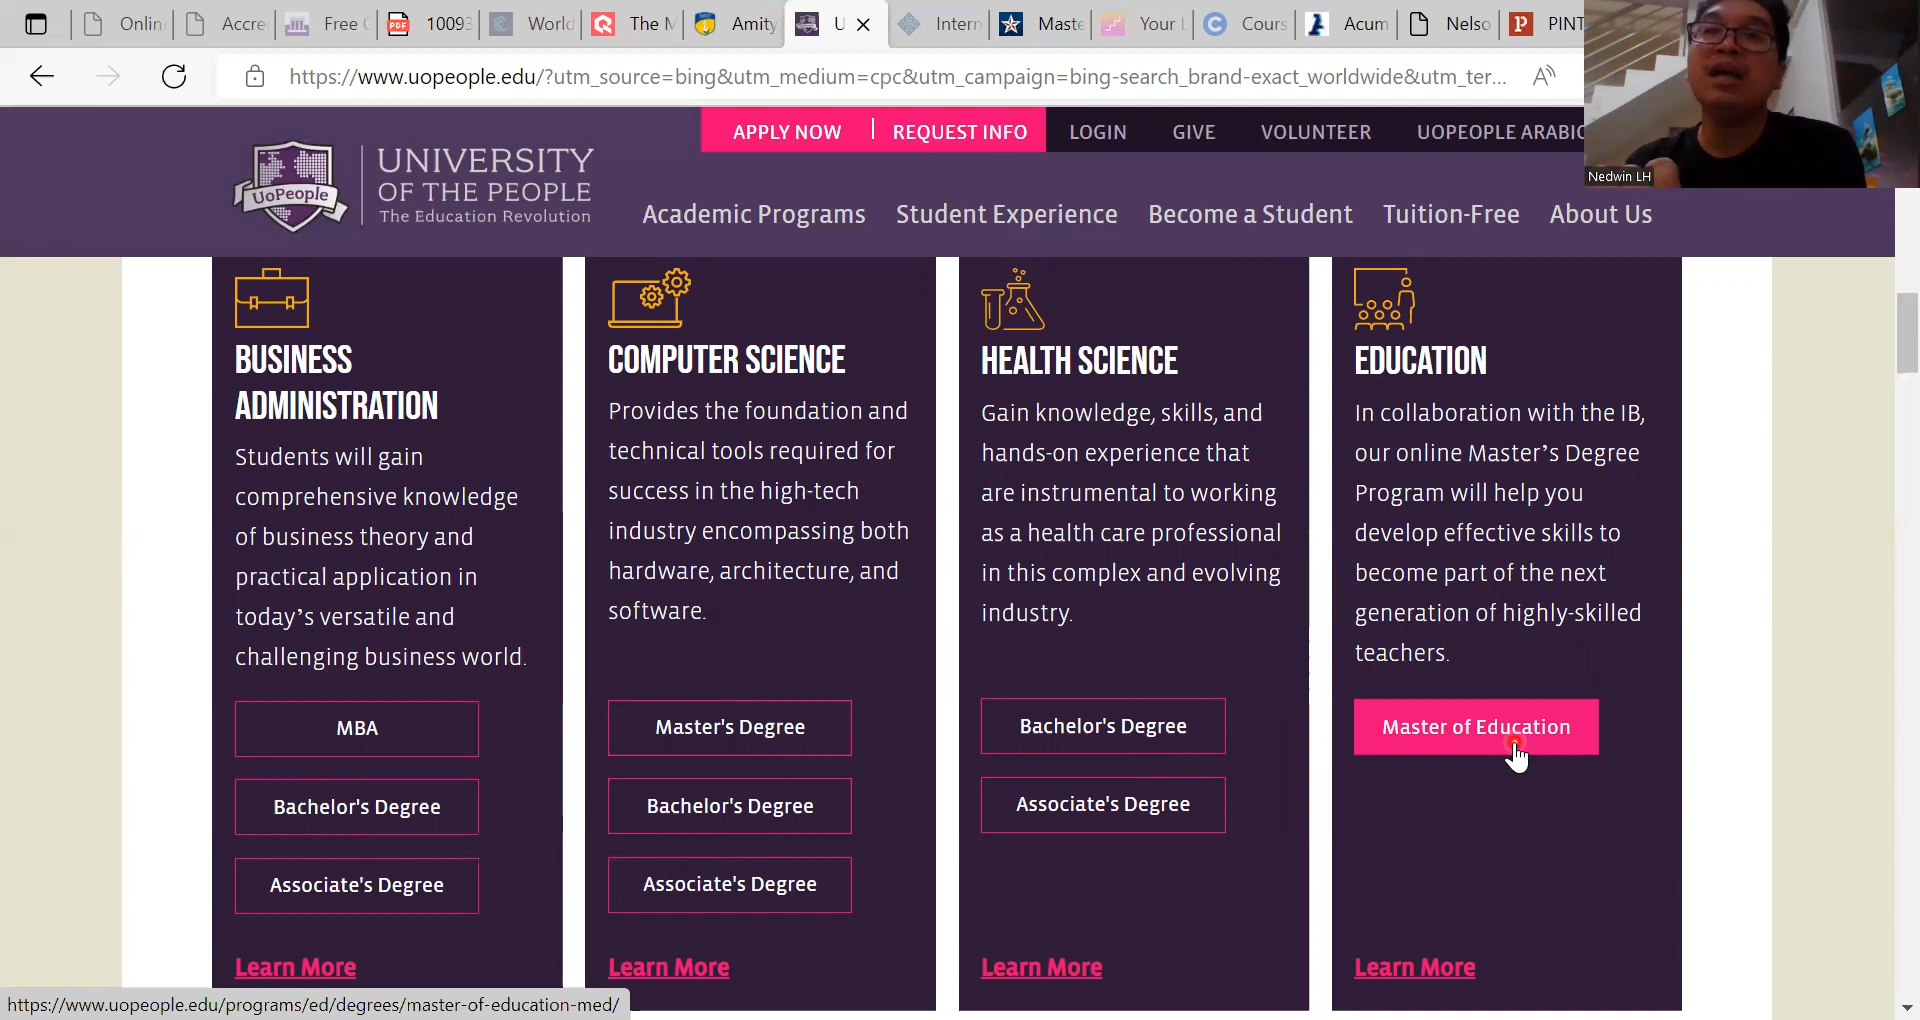 Onlin
Accre
Free C
PDF
10093
World
The M
Amity
U
Intern
Maste
Your L
Cours
Acum
Nelso
PINT
https://www.uopeople.edu/?utm_source=bing&utm_medium=cpc&utm_campaign=bing-search_brand-exact_worldwide&utm_ter...
Nedwin LH
APPLY NOW
REQUEST INFO
LOGIN
GIVE
VOLUNTEER
UOPEOPLE ARABIC
UoPeople
UNIVERSITY
OF THE PEOPLE
The Education Revolution
Academic Programs
Student Experience
Become a Student
Tuition-Free
About Us
BUSINESS
ADMINISTRATION
Students will gain
comprehensive knowledge
of business theory and
practical application in
today's versatile and
challenging business world.
MBA
Bachelor's Degree
Associate's Degree
Learn More
COMPUTER SCIENCE
Provides the foundation and
technical tools required for
success in the high-tech
industry encompassing both
hardware, architecture, and
software.
Master's Degree
Bachelor's Degree
Associate's Degree
Learn More
HEALTH SCIENCE
Gain knowledge, skills, and
hands-on experience that
are instrumental to working
as a health care professional
in this complex and evolving
industry.
Bachelor's Degree
Associate's Degree
Learn More
EDUCATION
In collaboration with the IB,
our online Master's Degree
Program will help you
develop effective skills to
become part of the next
generation of highly-skilled
teachers.
Master of Education
Learn More
https://www.uopeople.edu/programs/ed/degrees/master-of-education-med/